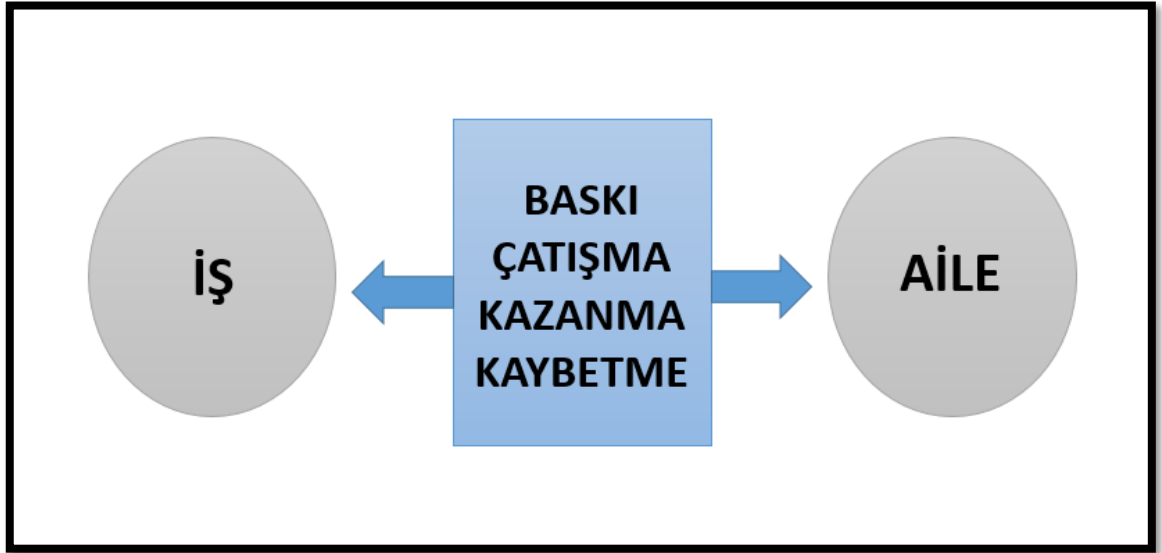 İŞ
BASKI
ÇATIŞMA
KAZANMA
KAYBETME
AİLE